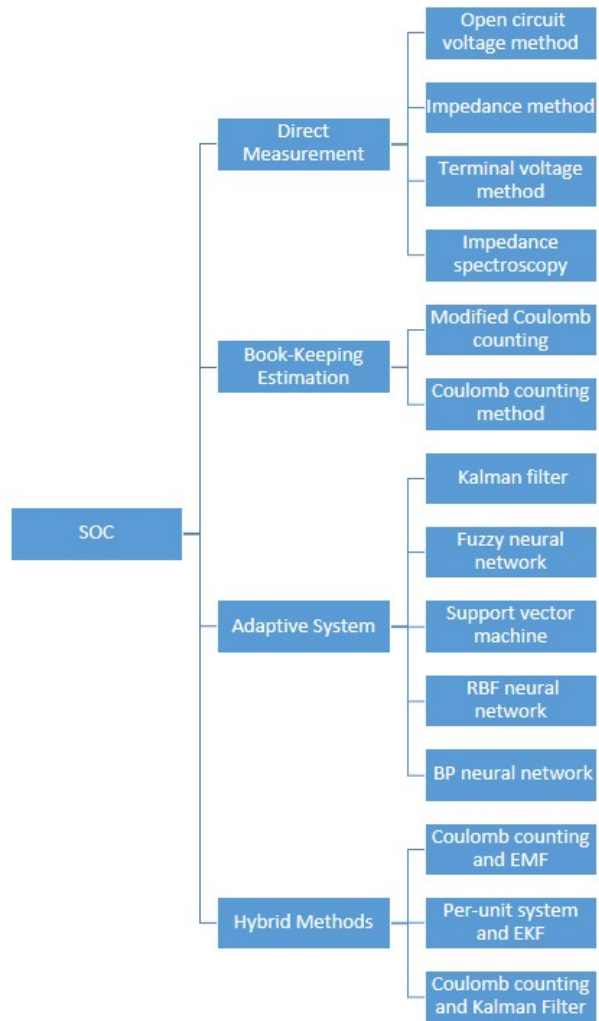 Open circuit
voltage method
Impedance method
Direct
Measurement
Terminal voltage
method
Impedance
spectroscopy
Modified Coulomb
counting
Book-Keeping
Estimation
Coulomb counting
method
Kalman filter
SOC
Fuzzy neural
network
Adaptive System
Support vector
machine
RBF neural
network
BP neural network
Coulomb counting
and EMF
Hybrid Methods
Per-unit system
and EKF
Coulomb counting
and Kalman Filter